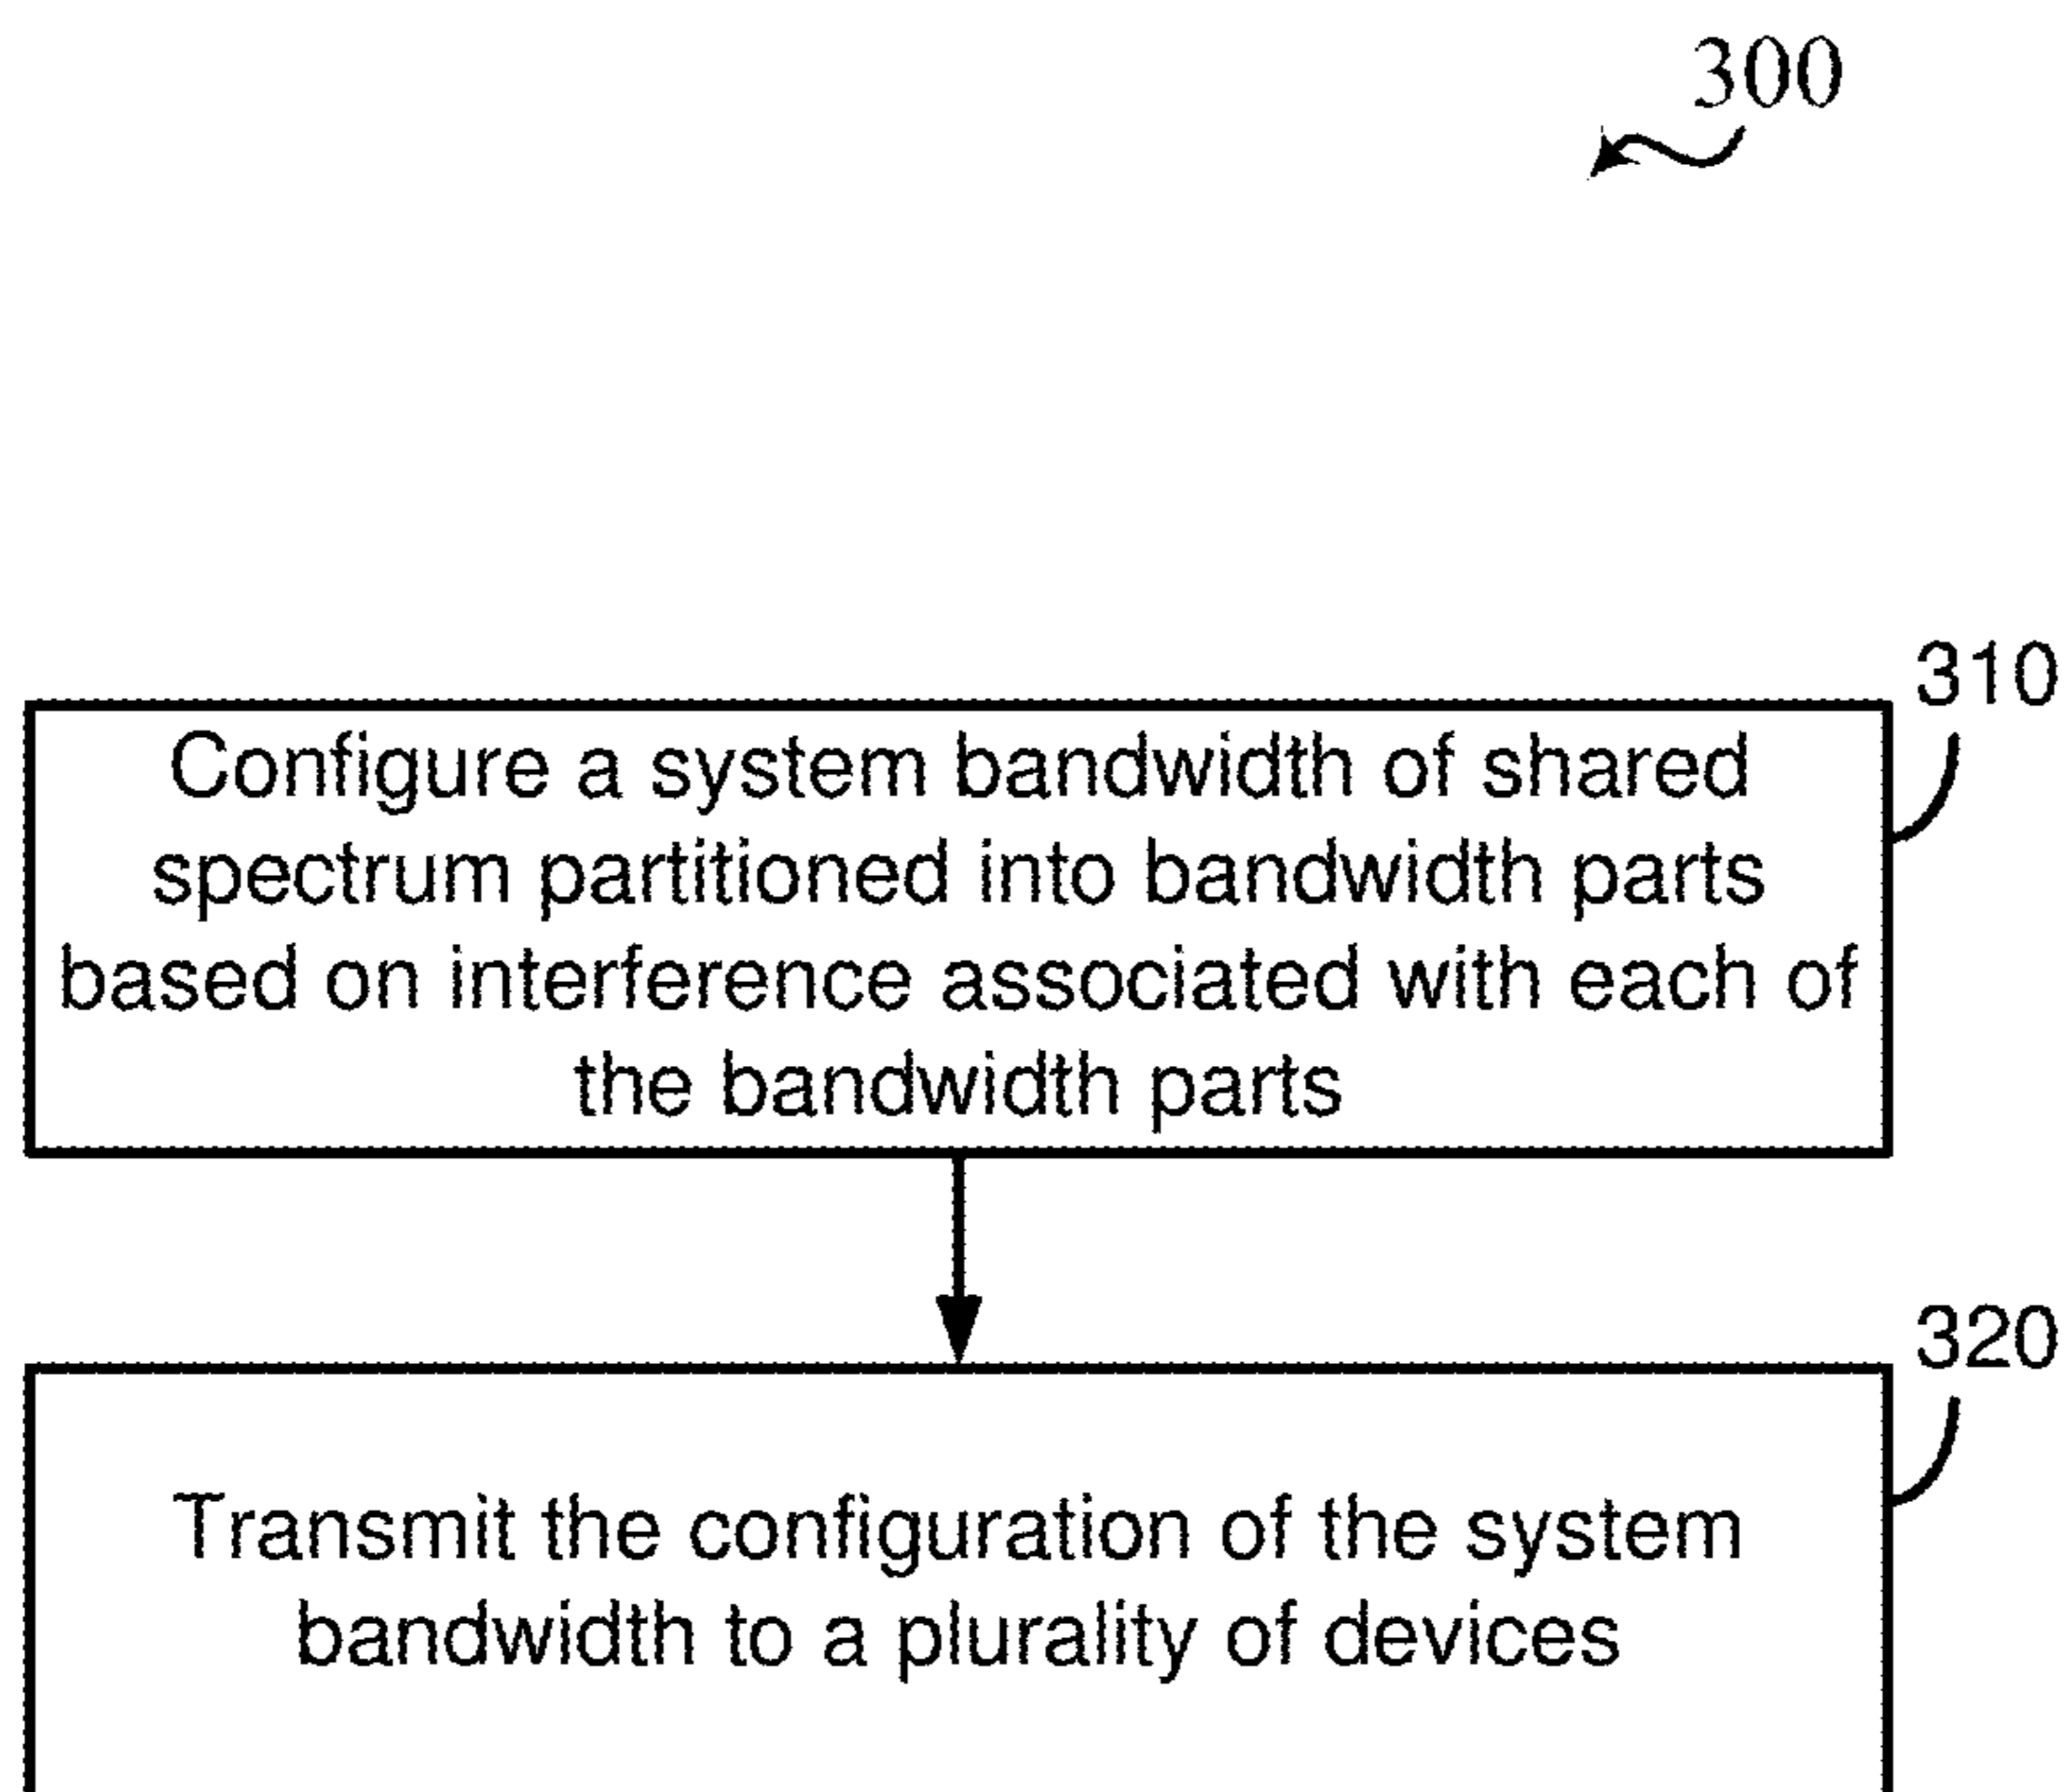 300
310
Configure a system bandwidth of shared
spectrum partitioned into bandwidth parts
based on interference associated with each of
the bandwidth parts
320
Transmit the configuration of the system
bandwidth to a plurality of devices